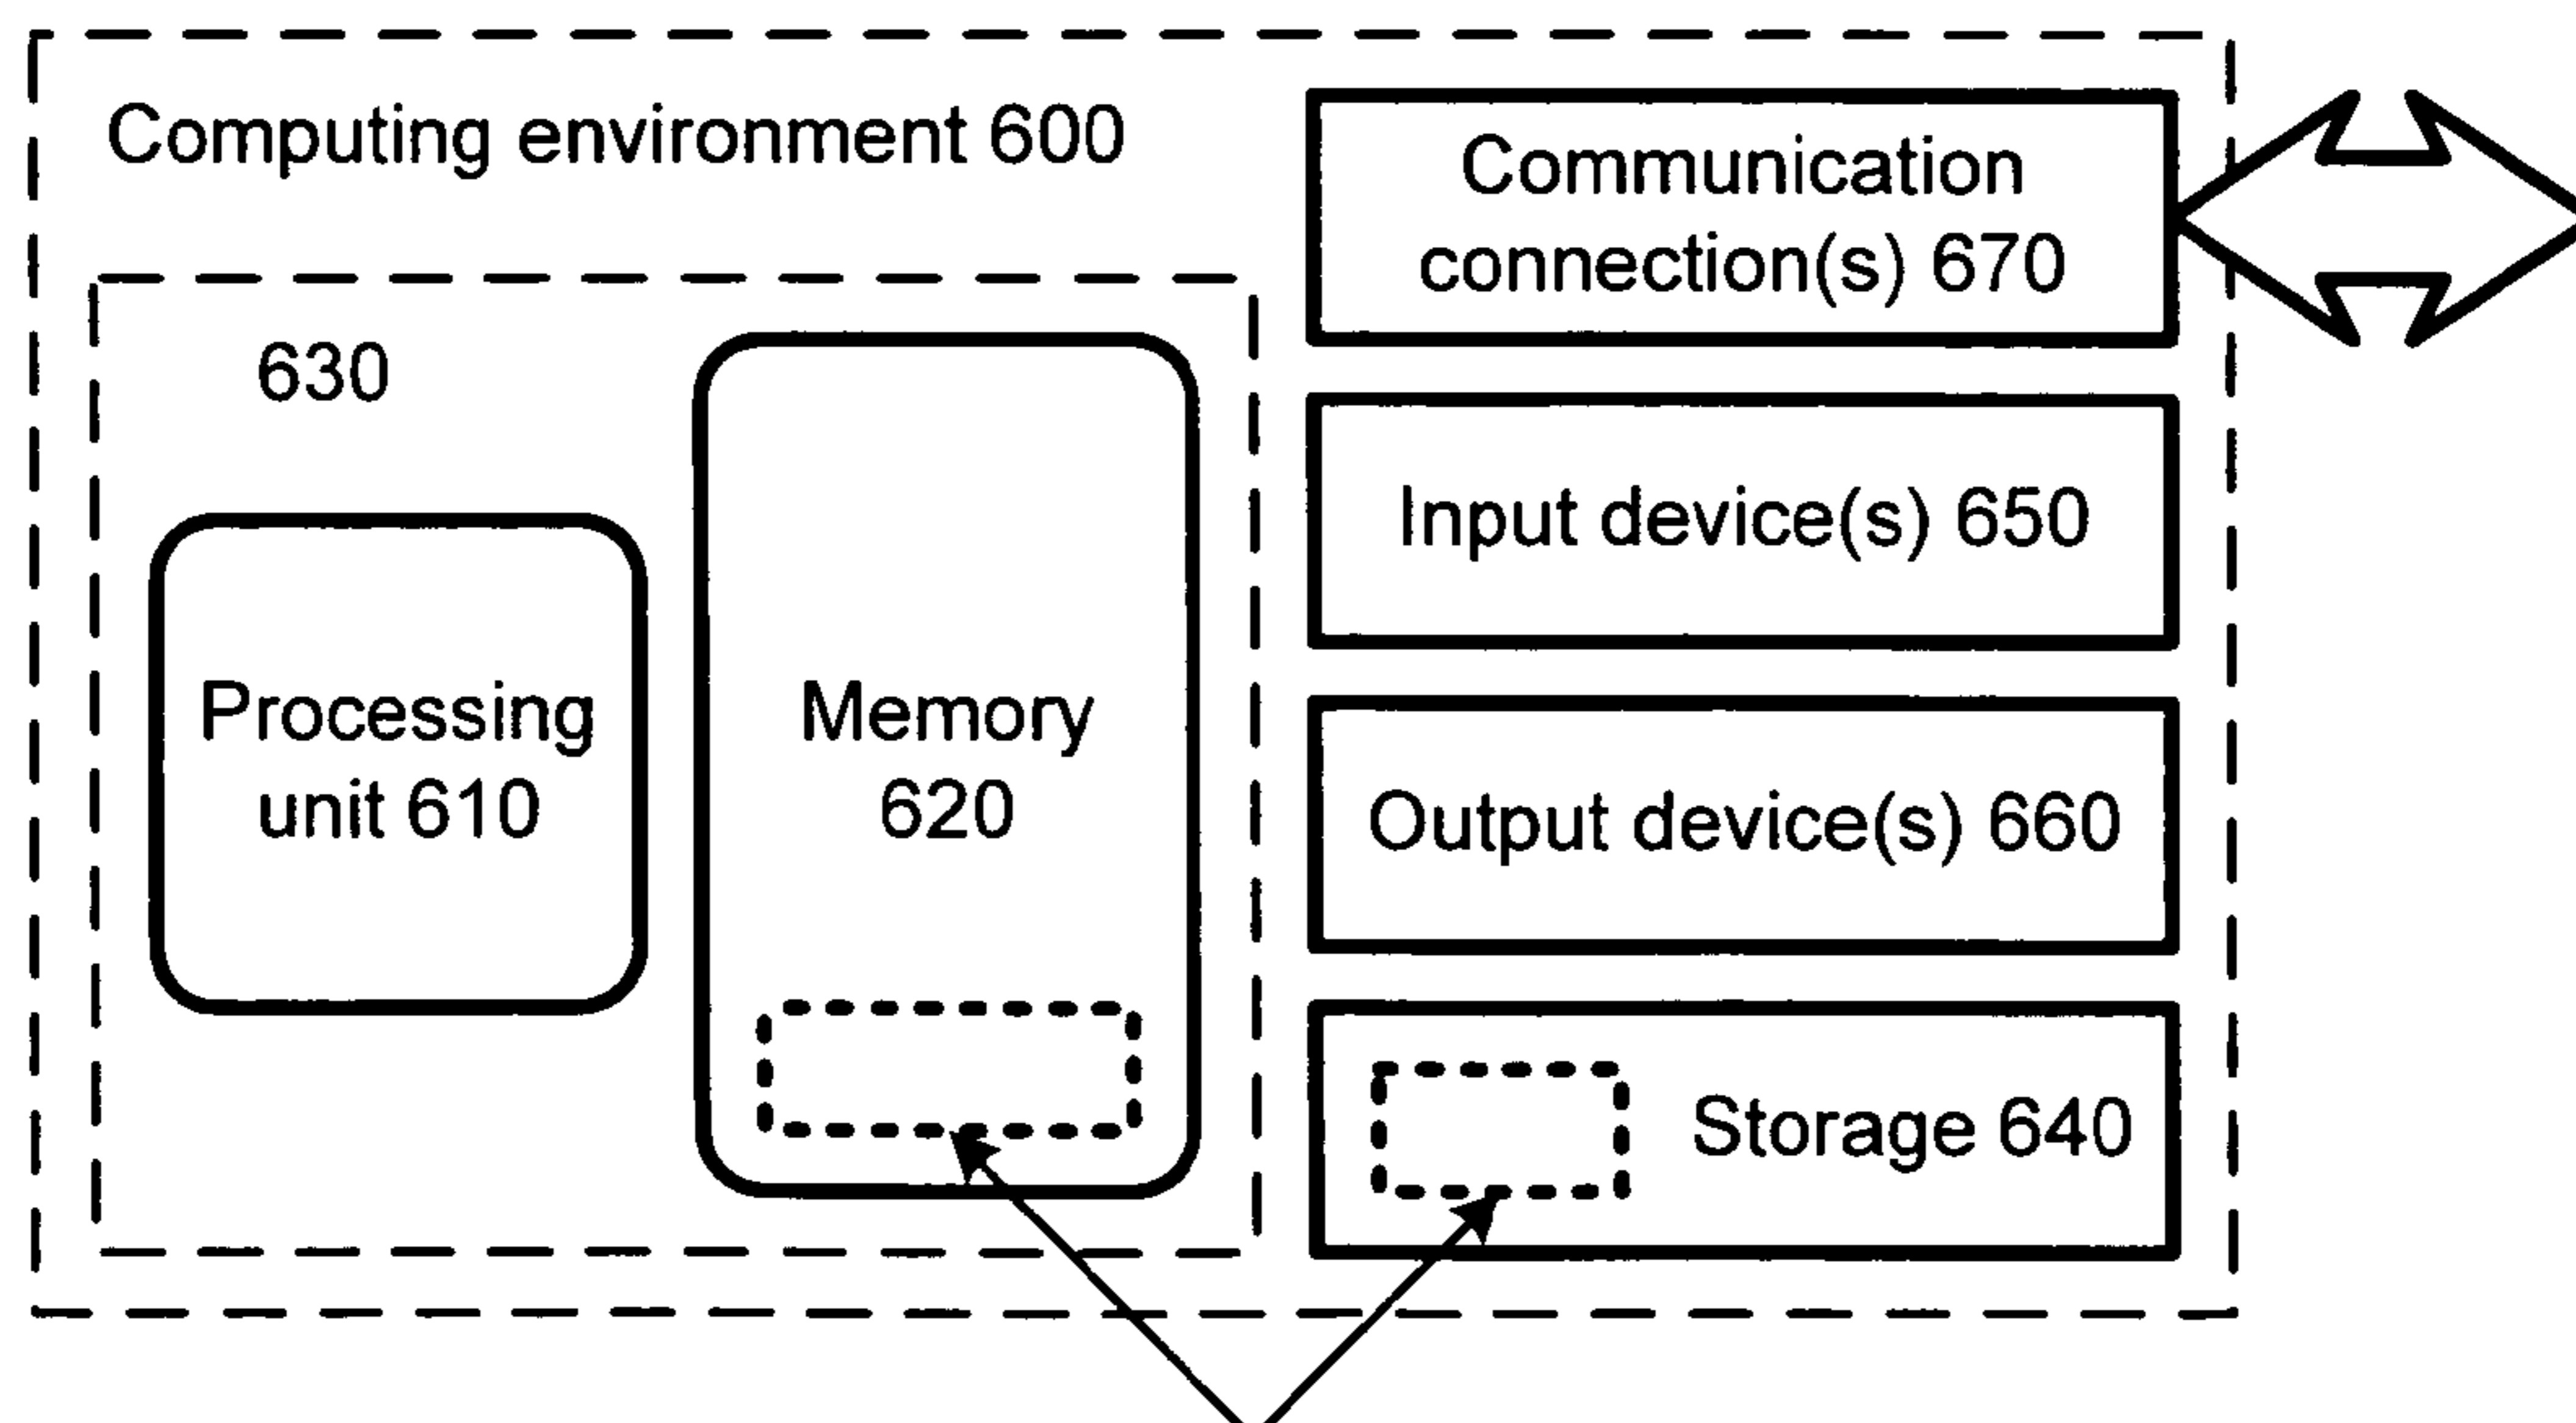 Computing environment 600
Communication
connection(s) 670
630
Input device(s) 650
Processing
unit 610
Memory
620
Output device(s) 660
Storage 640